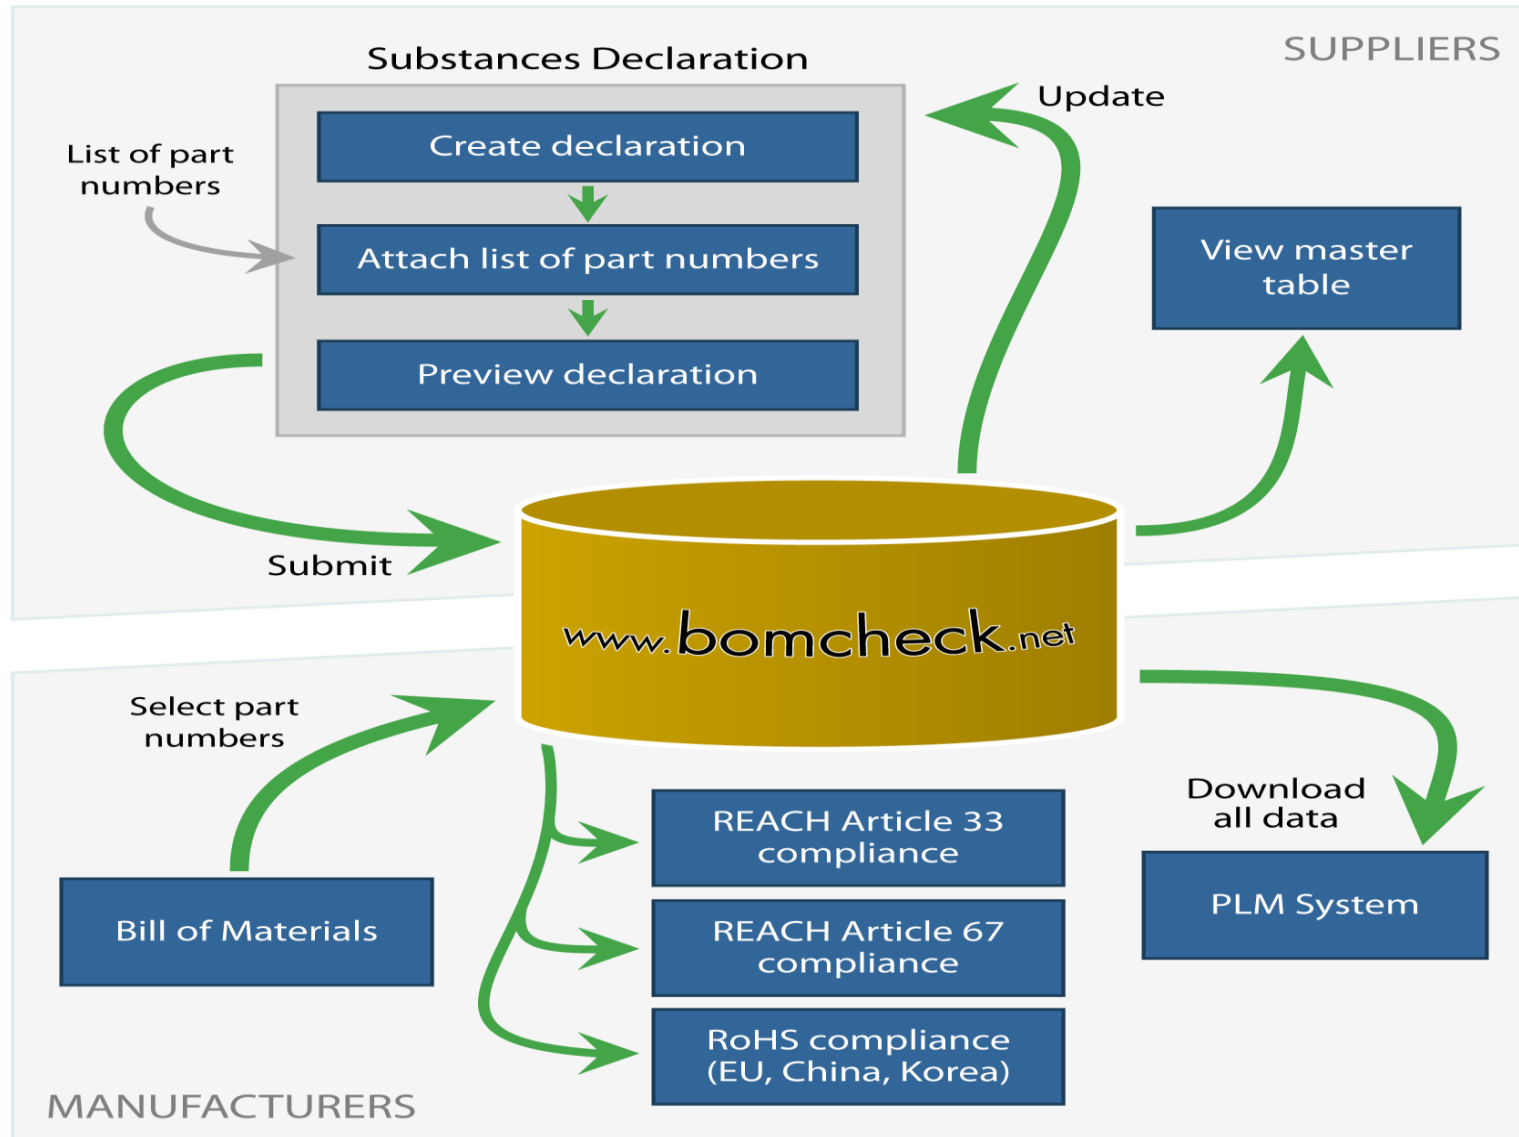 SUPPLIERS
Substances Declaration
Update
Create declaration
List of part
numbers
Attach list of part numbers
View master
table
Preview declaration
Submit
www.bomcheck.net
Select part
numbers
Download
all data
REACH Article 33
compliance
Bill of Materials
REACH Article 67
compliance
PLM System
RoHS compliance
(EU, China, Korea)
MANUFACTURERS